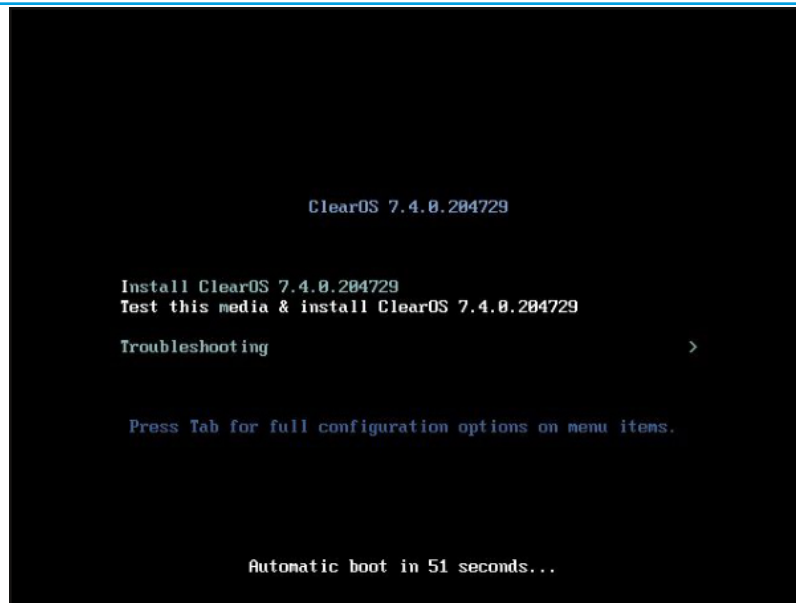 ClearOS 7.4.0.204729
Install ClearOS 7.4.0.204729
Test this media & install ClearOS 7.4.0.204729
Troubleshooting >
Press Tab for full configuration options on menu items.
Automatic boot in 51 seconds...